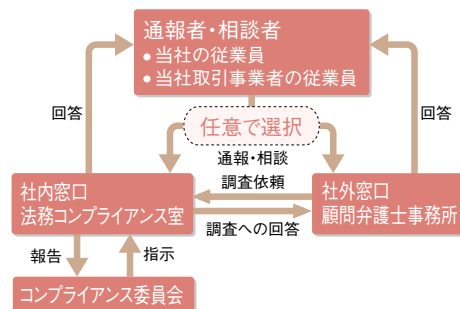 通報者・相談者
● 当社の従業員
● 当社取引事業者の従業員
回答
回答
任意で選択
通報・相談
社内窓口
法務コンプライアンス室
調査依頼
調査への回答
社外窓口
顧問弁護士事務所
報告
指示
コンプライアンス委員会